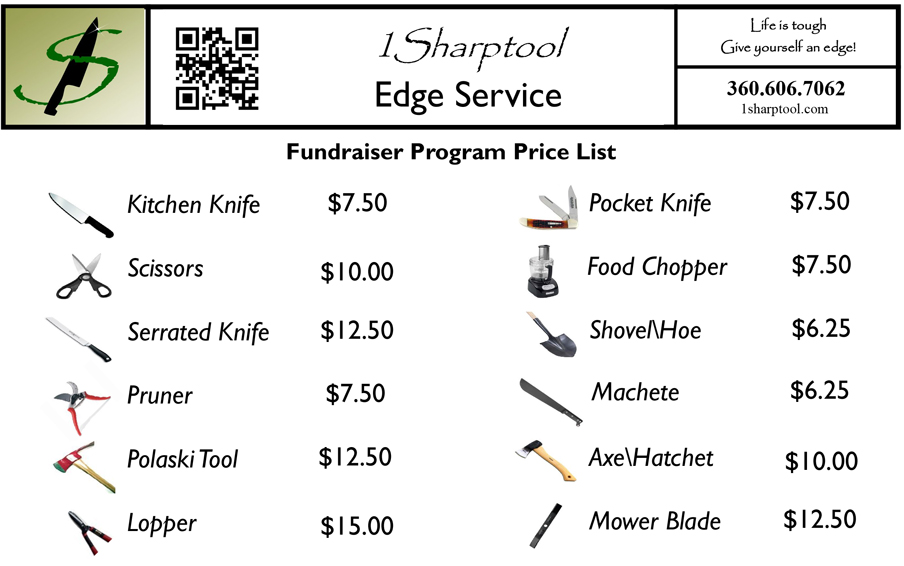 1Sharptool
Edge Service
Life is tough
Give yourself an edge!
360.606.7062
1sharptool.com
Fundraiser Program Price List
Kitchen Knife $7.50
Scissors $10.00
Serrated Knife $12.50
Pruner $7.50
Polaski Tool $12.50
Lopper $15.00
Pocket Knife $7.50
Food Chopper $7.50
Shovel\Hoe $6.25
Machete $6.25
Axe\Hatchet $10.00
Mower Blade $12.50